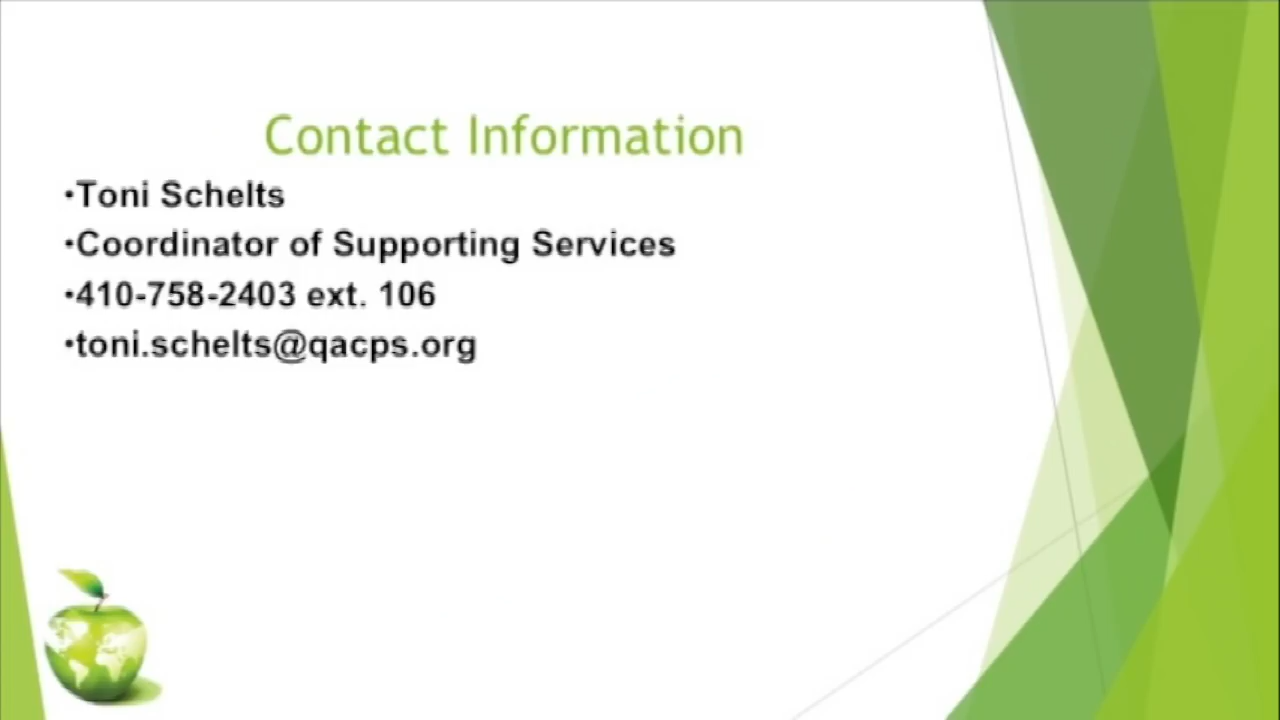 Contact Information
•Toni Schelts
•Coordinator of Supporting Services
•410-758-2403 ext. 106
•toni.schelts@qacps.org